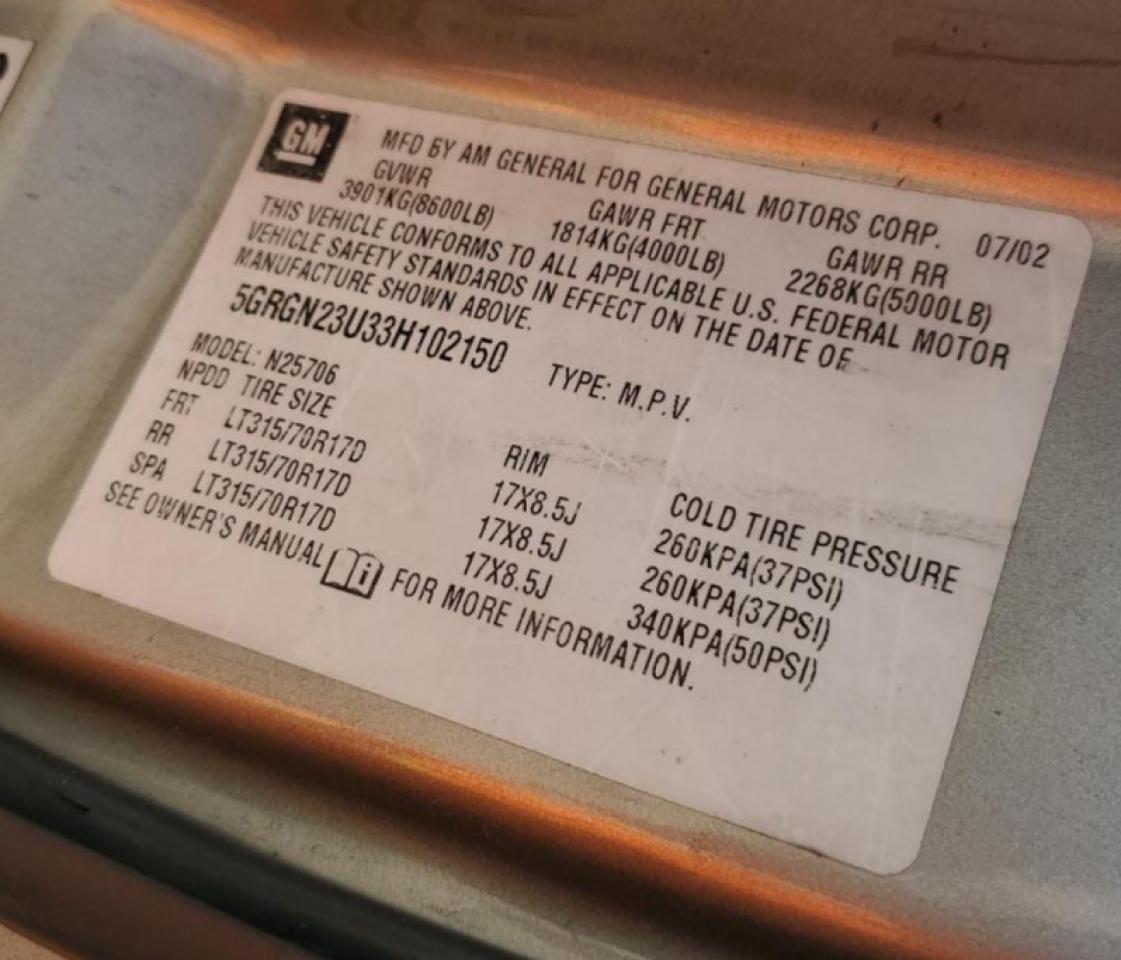 GM
MFD BY AM GENERAL FOR GENERAL MOTORS CORP. 07/02
GVWR GAWR FRT GAWR RR
3901KG(8600LB) 1814KG(4000LB) 2268KG(5000LB)
THIS VEHICLE CONFORMS TO ALL APPLICABLE U.S. FEDERAL MOTOR
VEHICLE SAFETY STANDARDS IN EFFECT ON THE DATE OF
MANUFACTURE SHOWN ABOVE.
5GRGN23U33H102150 TYPE: M.P.V.
MODEL: N25706
NPDD TIRE SIZE RIM COLD TIRE PRESSURE
FRT LT315/70R17D 17X8.5J 260KPA(37PSI)
RR LT315/70R17D 17X8.5J 260KPA(37PSI)
SPA LT315/70R17D 17X8.5J 340KPA(50PSI)
SEE OWNER'S MANUAL i FOR MORE INFORMATION.